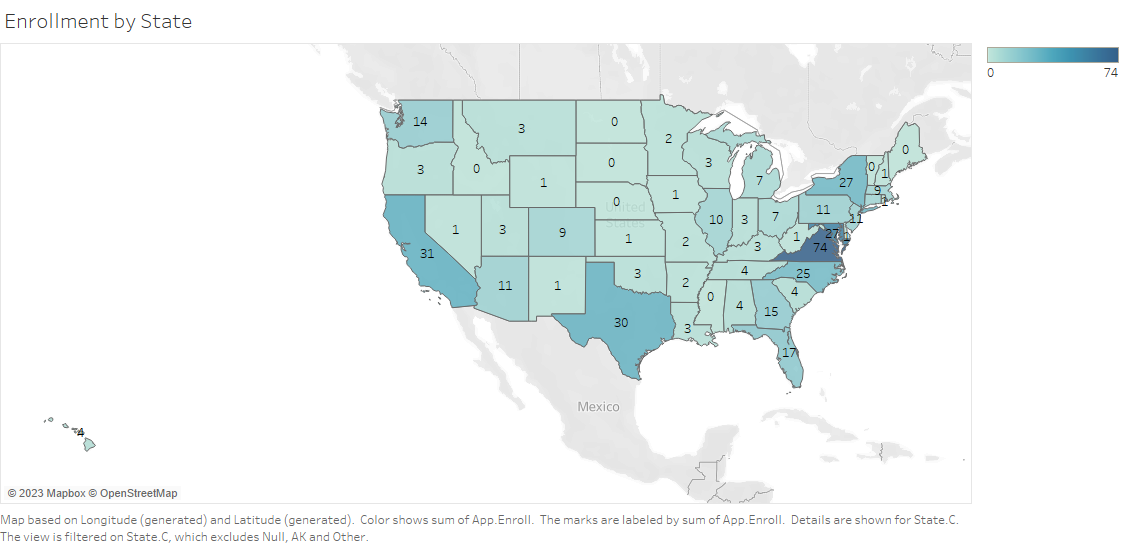 Enrollment by State
0 74
14 3 0 2 0
3 0 1 0 3 7 27 0 1
0 1 9
1 3 9 1 2 10 3 7 11 11
31 3 1 27 1
74
11 1 3 2 4 25
0 4 15 4
30 3 17
United
States
Mexico
4
© 2023 Mapbox © OpenStreetMap
Map based on Longitude (generated) and Latitude (generated). Color shows sum of App.Enroll. The marks are labeled by sum of App.Enroll. Details are shown for State.C.
The view is filtered on State.C, which excludes Null, AK and Other.